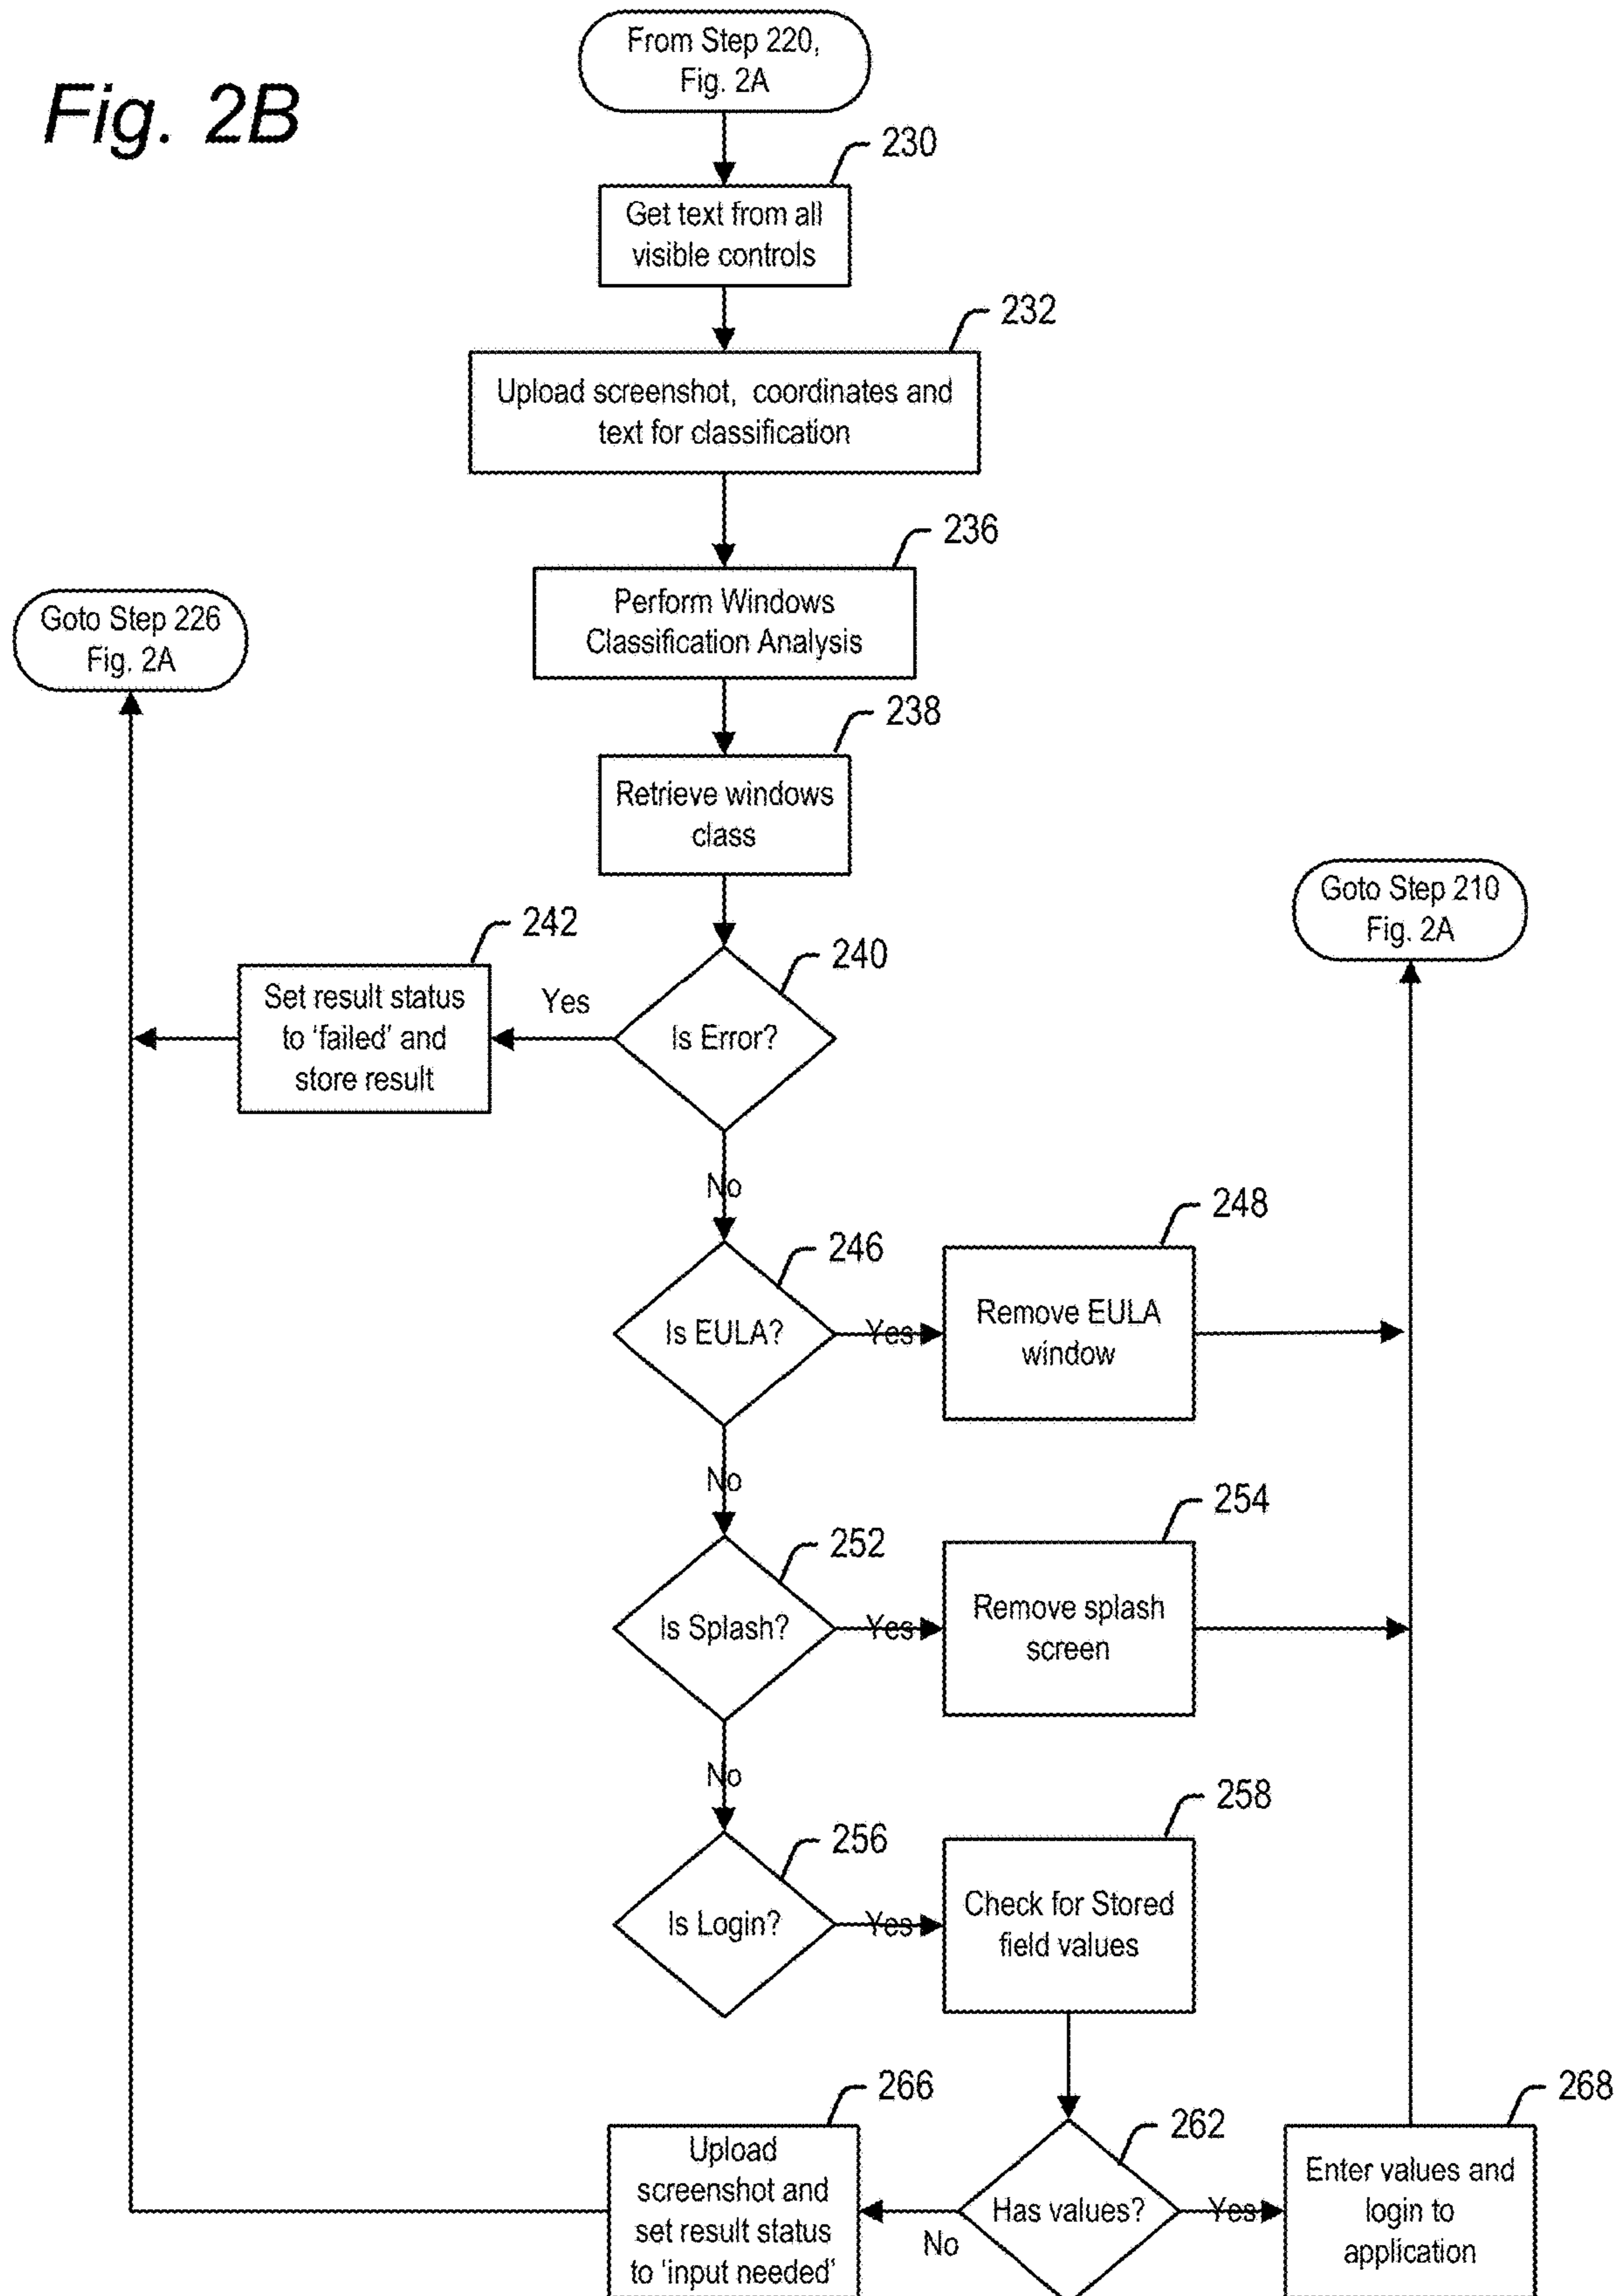 Fig. 2B
From Step 220,
Fig. 2A
230
Get text from all
visible controls
232
Upload screenshot, coordinates and
text for classification
236
Perform Windows
Classification Analysis
Goto Step 226
Fig. 2A
238
Retrieve windows
class
Goto Step 210
Fig. 2A
242
Set result status
to ‘failed’ and
store result
Yes
240
Is Error?
No
246
Is EULA?
Yes
248
Remove EULA
window
No
252
Is Splash?
Yes
254
Remove splash
screen
No
256
Is Login?
Yes
258
Check for Stored
field values
266
Upload
screenshot and
set result status
to ‘input needed’
No
262
Has values?
Yes
268
Enter values and
login to
application